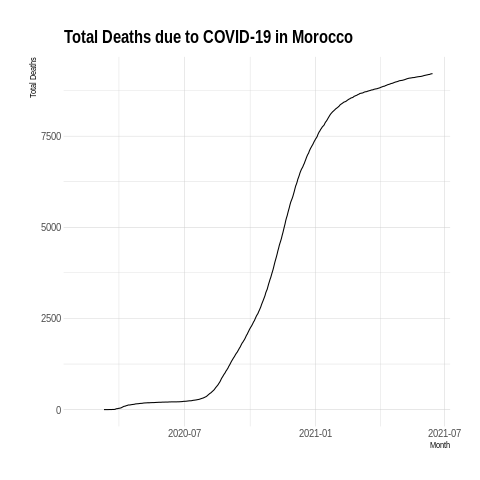 Total Deaths due to COVID-19 in Morocco
Total Deaths
7500
5000
2500
0
2020-07 2021-01 2021-07
Month